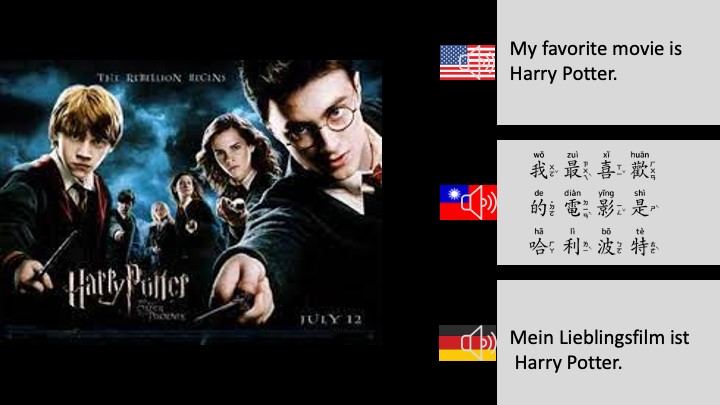 THE REBELLION BEGINS
Harry Potter
ORDER
PHOENIX
JULY 12
My favorite movie is
Harry Potter.
wǒ zuì xǐ huān
我最喜歡
de diàn yǐng shì
的電影是
hā lì bō tè
哈利波特
Mein Lieblingsfilm ist
Harry Potter.